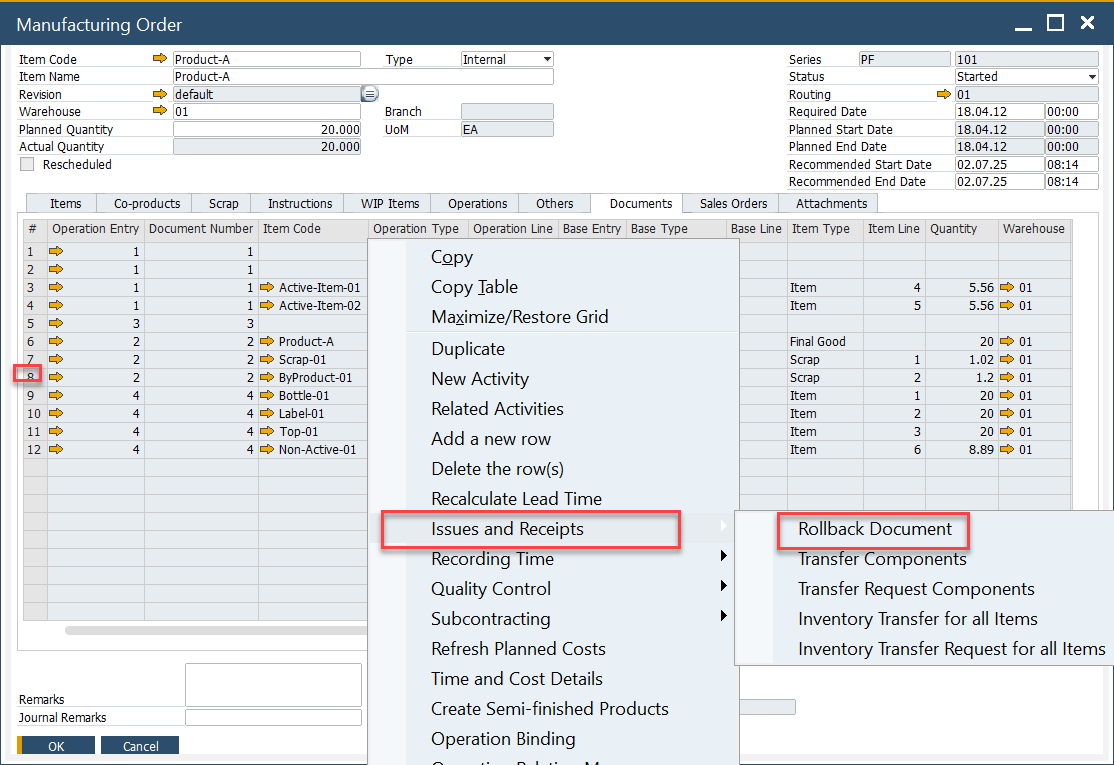 Manufacturing Order
Item Code Product-A Type Internal Series PF 101
Item Name Product-A Status Started
Revision default Routing 01
Warehouse 01 Branch Required Date 18.04.12 00:00
Planned Quantity 20.000 UoM EA Planned Start Date 18.04.12 00:00
Actual Quantity 20.000 Planned End Date 18.04.12 00:00
Rescheduled Recommended Start Date 02.07.25 08:14
Recommended End Date 02.07.25 08:14
Items Co-products Scrap Instructions WIP Items Operations Others Documents Sales Orders Attachments
# Operation Entry Document Number Item Code Operation Type Operation Line Base Entry Base Type Base Line Item Type Item Line Quantity Warehouse
1 1 1
2 1 1
3 1 1 Active-Item-01 Item 4 5.56 01
4 1 1 Active-Item-02 Item 5 5.56 01
5 3 3
6 2 2 Product-A Final Good 20 01
7 2 2 Scrap-01 Scrap 1 1.02 01
8 2 2 ByProduct-01 Scrap 2 1.2 01
9 4 4 Bottle-01 Item 1 20 01
10 4 4 Label-01 Item 2 20 01
11 4 4 Top-01 Item 3 20 01
12 4 4 Non-Active-01 Item 6 8.89 01
Copy
Copy Table
Maximize/Restore Grid
Duplicate
New Activity
Related Activities
Add a new row
Delete the row(s)
Recalculate Lead Time
Issues and Receipts
Recording Time
Quality Control
Subcontracting
Refresh Planned Costs
Time and Cost Details
Create Semi-finished Products
Operation Binding
Rollback Document
Transfer Components
Transfer Request Components
Inventory Transfer for all Items
Inventory Transfer Request for all Items
Remarks
Journal Remarks
OK Cancel